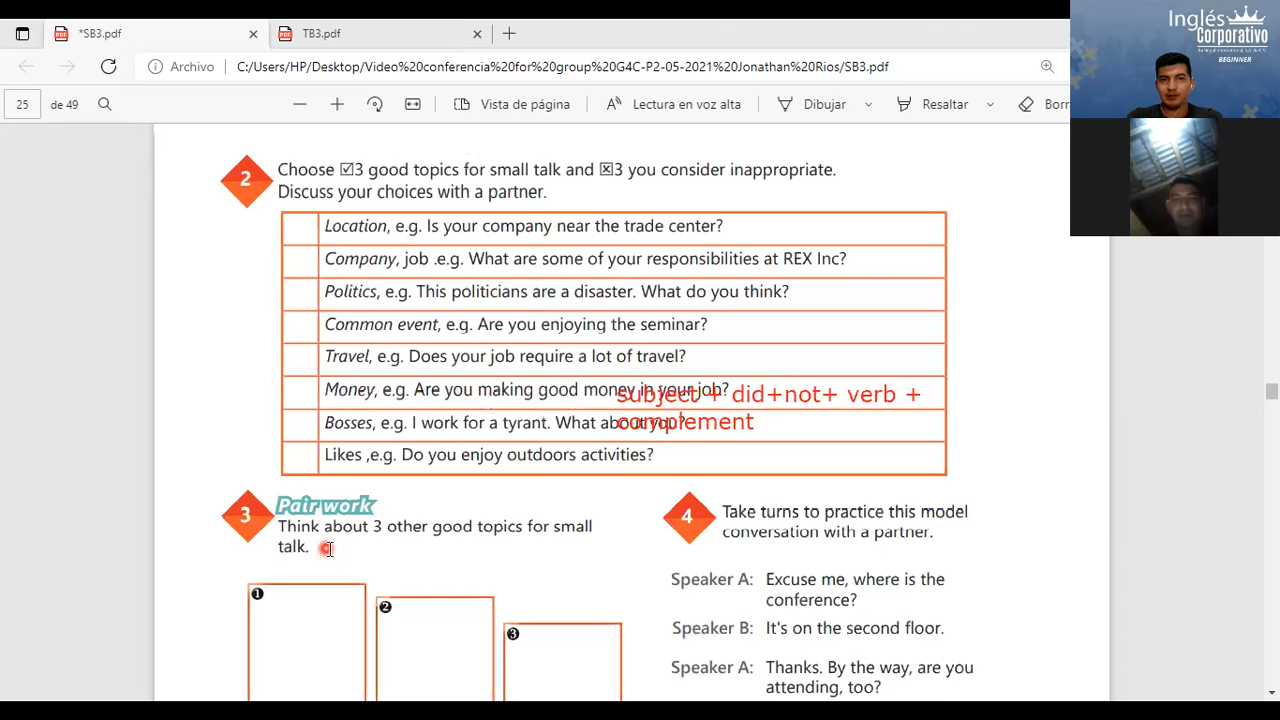 *SB3.pdf
TB3.pdf
Archivo
C:/Users/HP/Desktop/Video%20conferencia%20form%20group%20G4C-P2-05-2021%20Jonathan%20Rios/SB3.pdf
25
de 49
Vista de página
Lectura en voz alta
Dibujar
Resaltar
Borr
Inglés
Corporativo
BEGINNER
2
Choose ☑3 good topics for small talk and ☒3 you consider inappropriate.
Discuss your choices with a partner.
Location, e.g. Is your company near the trade center?
Company, job .e.g. What are some of your responsibilities at REX Inc?
Politics, e.g. This politicians are a disaster. What do you think?
Common event, e.g. Are you enjoying the seminar?
Travel, e.g. Does your job require a lot of travel?
Money, e.g. Are you making good money in your job?
subject + did+not+ verb +
Bosses, e.g. I work for a tyrant. What about you?
complement
Likes ,e.g. Do you enjoy outdoors activities?
3
Pair work
Think about 3 other good topics for small
talk.
1
2
3
4
Take turns to practice this model
conversation with a partner.
Speaker A: Excuse me, where is the
conference?
Speaker B: It's on the second floor.
Speaker A: Thanks. By the way, are you
attending, too?